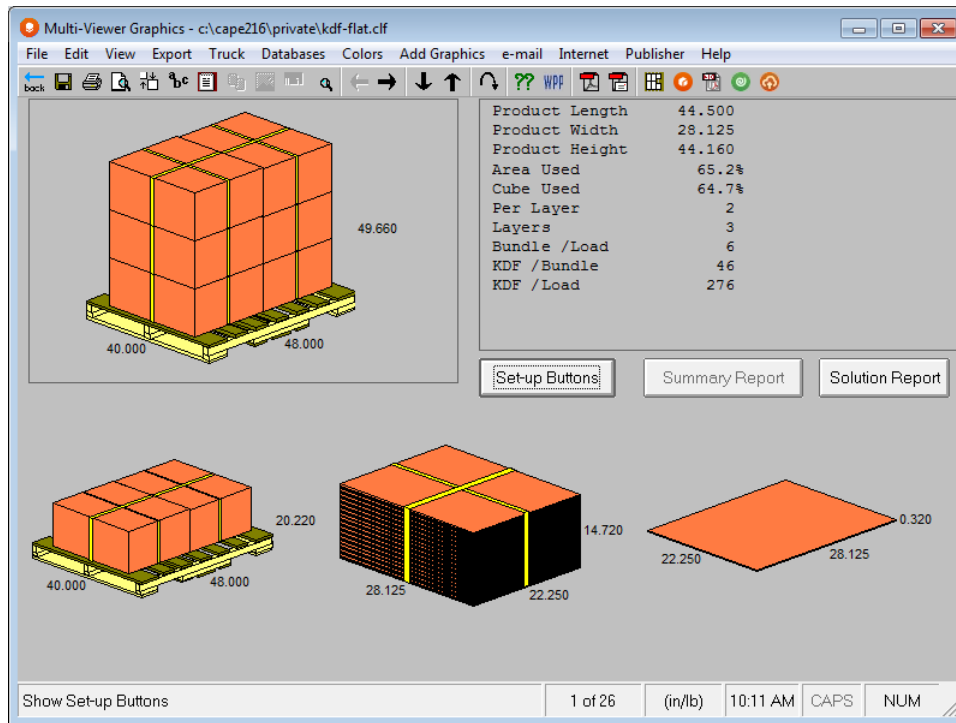 Multi-Viewer Graphics - c:\cape216\private\kdf-flat.clf
File Edit View Export Truck Databases Colors Add Graphics e-mail Internet Publisher Help
back abc ?? WPP
Product Length 44.500
Product Width 28.125
Product Height 44.160
Area Used 65.2%
Cube Used 64.7%
Per Layer 2
Layers 3
Bundle /Load 6
KDF /Bundle 46
KDF /Load 276
49.660
40.000
48.000
Set-up Buttons Summary Report Solution Report
20.220
40.000
48.000
14.720
28.125
22.250
0.320
22.250
28.125
Show Set-up Buttons 1 of 26 (in/lb) 10:11 AM CAPS NUM